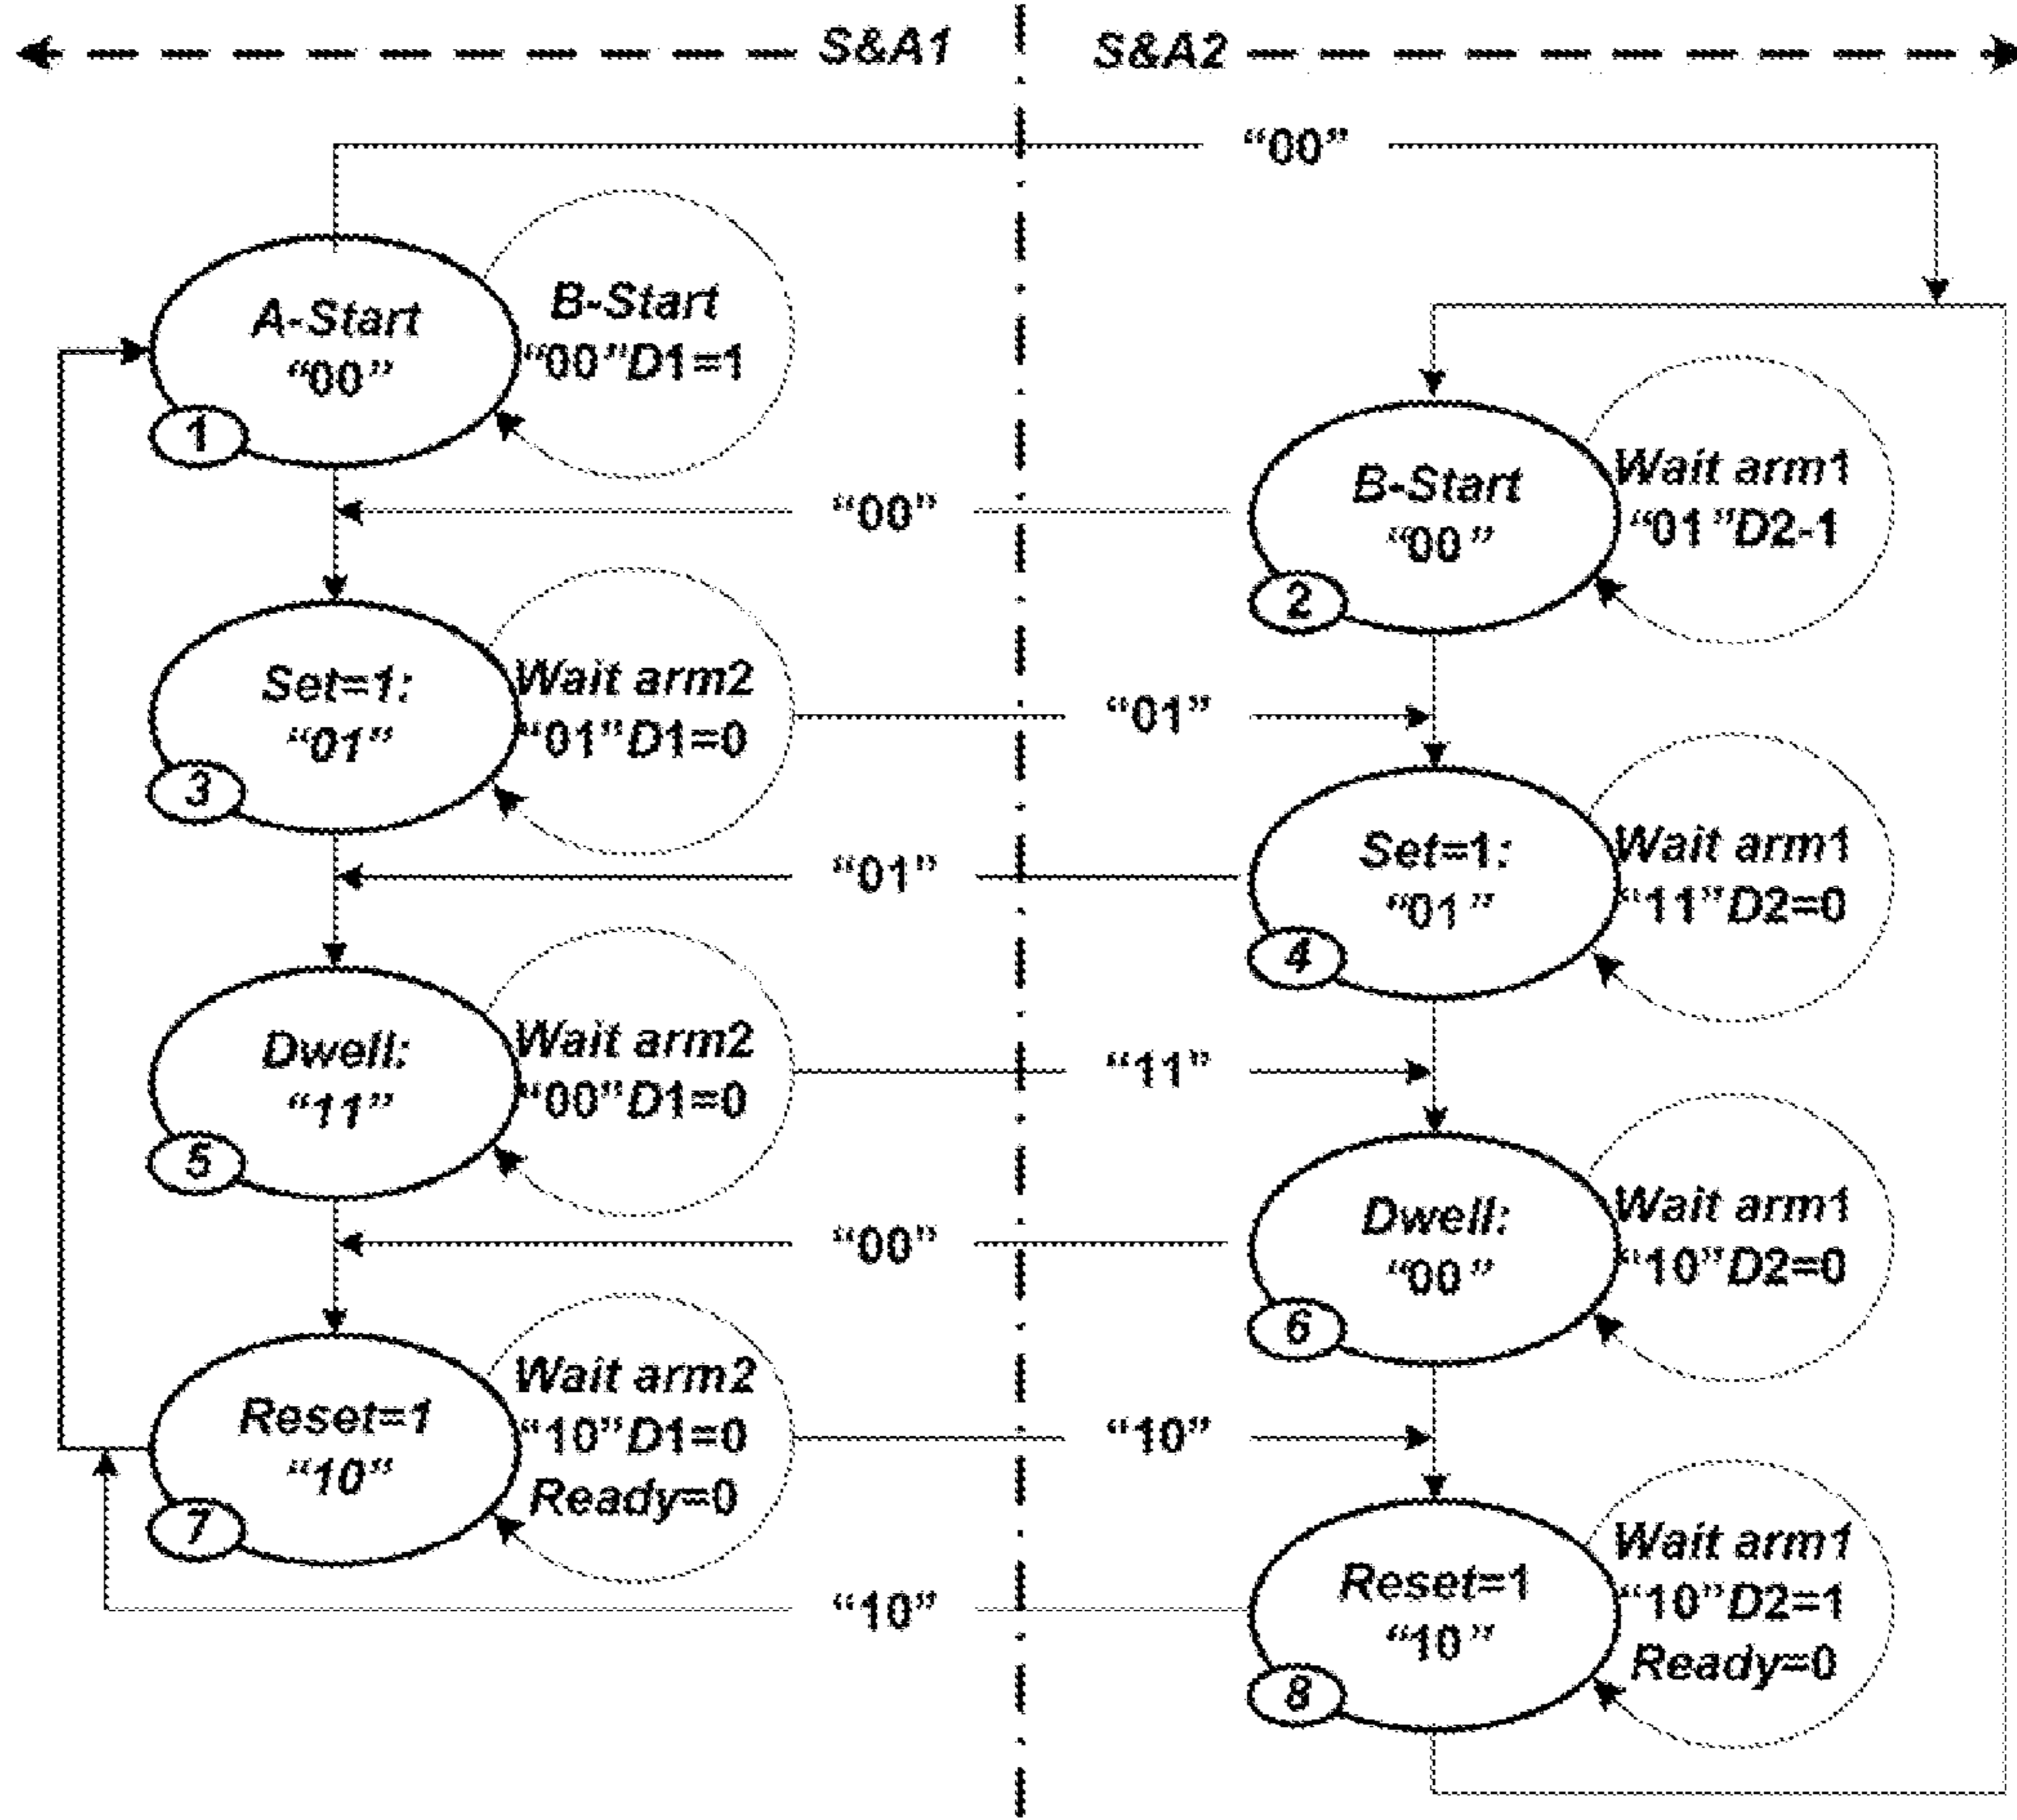 S&A1
S&A2
“00”
A-Start
“00”
1
B-Start
“00”D1=1
“00”
B-Start
“00”
2
Wait arm1
“01”D2-1
Set=1:
“01”
3
Wait arm2
“01”D1=0
“01”
“01”
Set=1:
“01”
4
Wait arm1
“11”D2=0
Dwell:
“11”
5
Wait arm2
“00”D1=0
“11”
“00”
Dwell:
“00”
6
Wait arm1
“10”D2=0
Reset=1
“10”
7
Wait arm2
“10”D1=0
Ready=0
“10”
“10”
Reset=1
“10”
8
Wait arm1
“10”D2=1
Ready=0